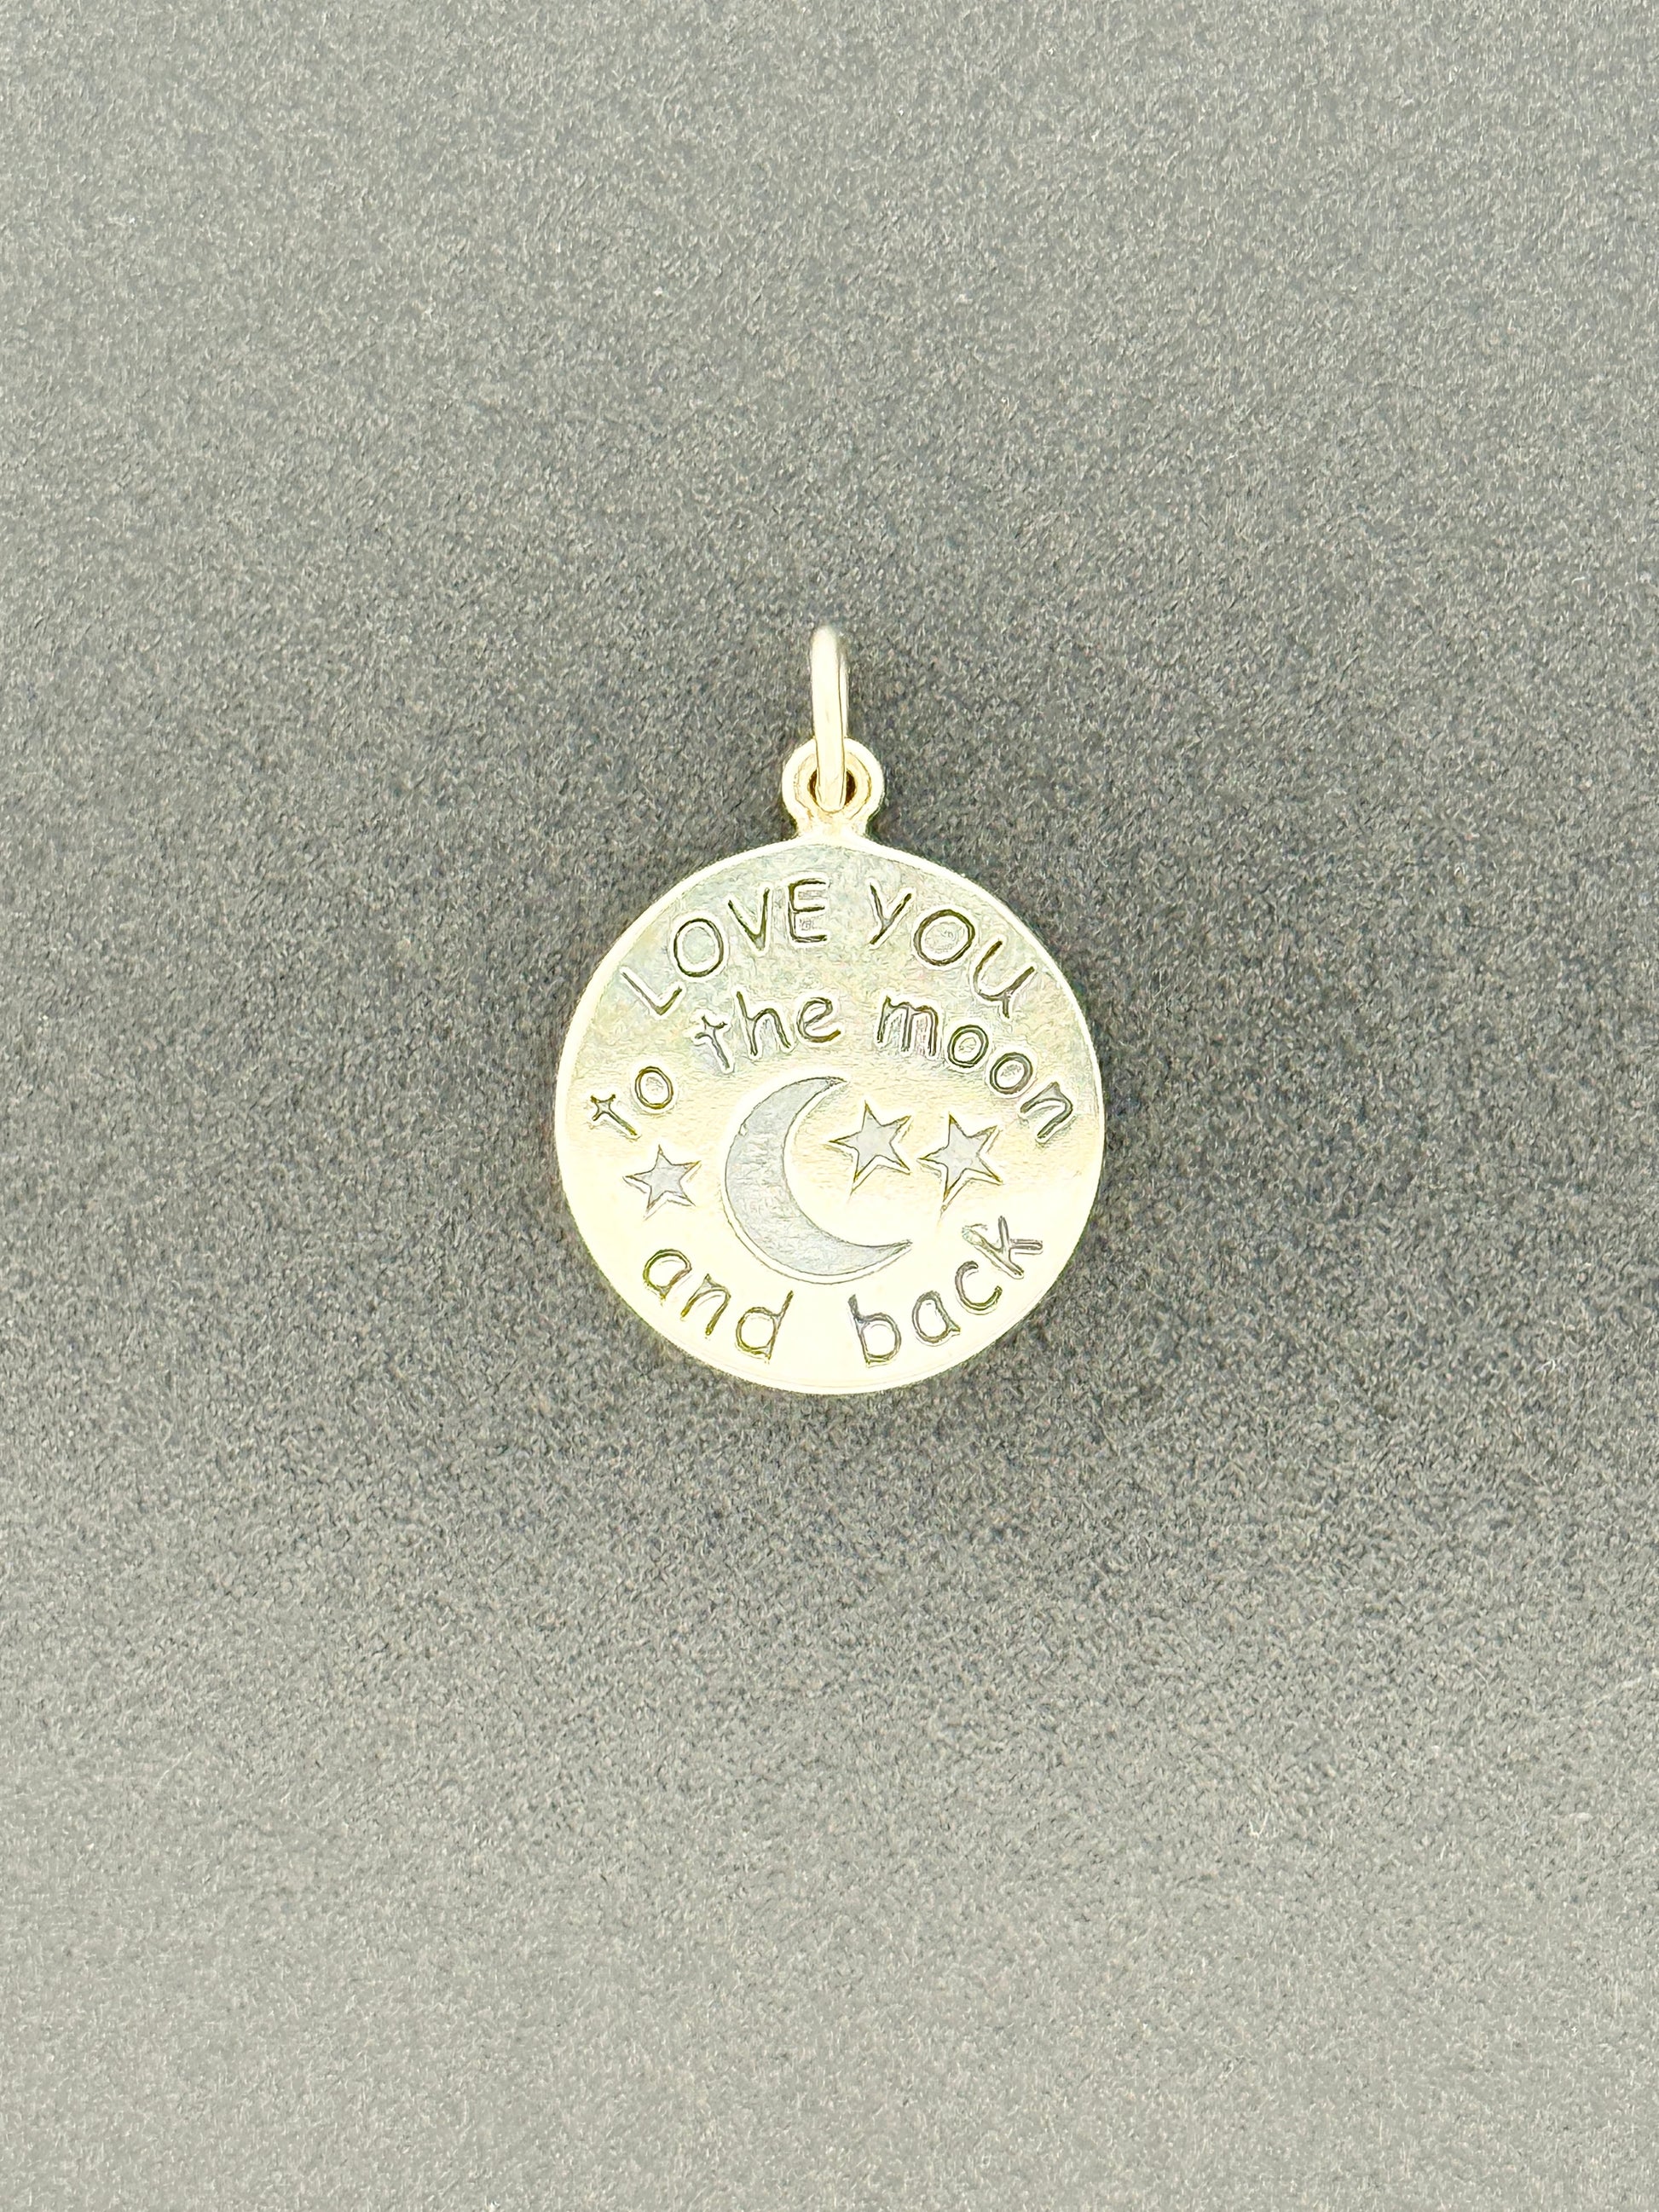 LOVE YOU
to the moon
and back